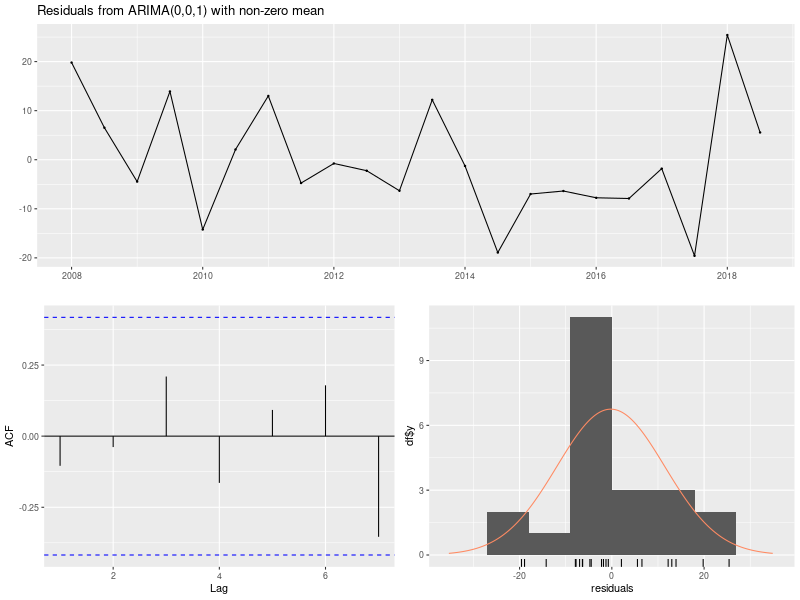 Residuals from ARIMA(0,0,1) with non-zero mean
20
10
0
-10
-20
2008 2010 2012 2014 2016 2018
ACF
0.25
0.00
-0.25
2 4 6
Lag
df$y
9
6
3
0
-20 0 20
residuals